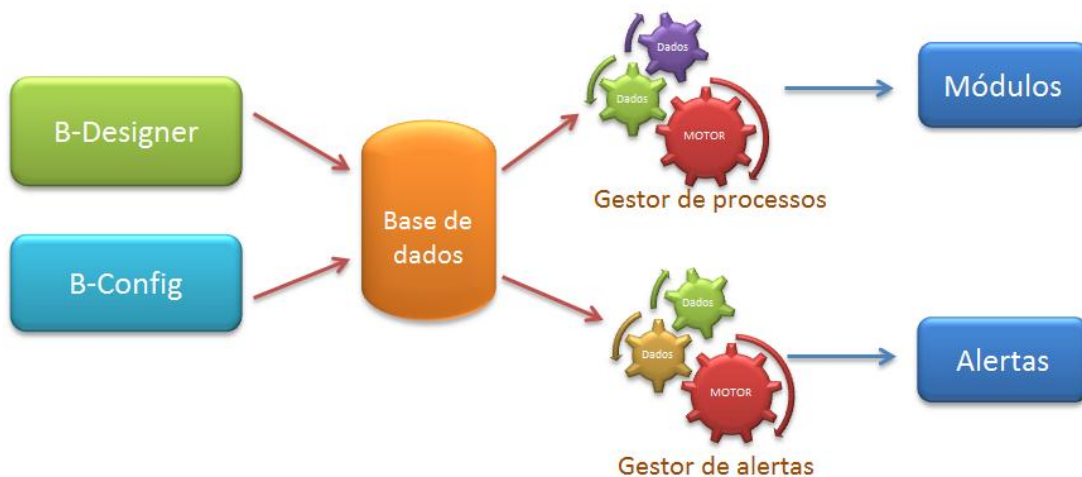 B-Designer
B-Config
Base de
dados
Dados
Dados
MOTOR
Gestor de processos
Dados
Dados
MOTOR
Gestor de alertas
Módulos
Alertas